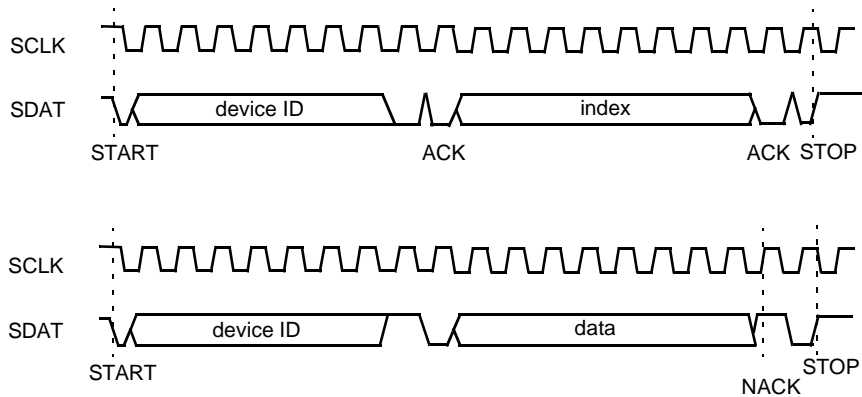 SCLK
SDAT
device ID
index
START
ACK
ACK
STOP
SCLK
SDAT
device ID
data
START
NACK
STOP